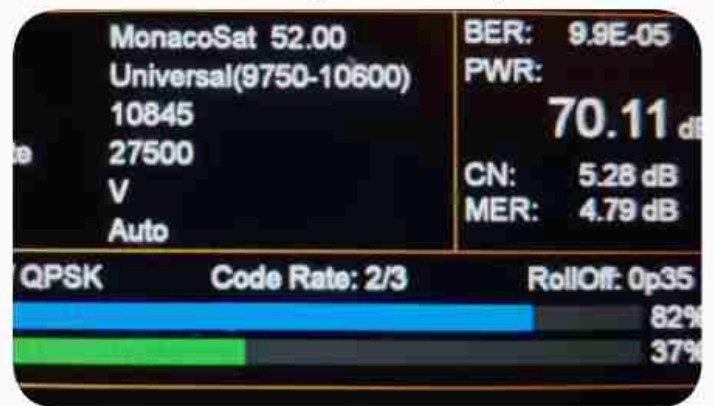 MonacoSat 52.00
Universal(9750-10600)
10845
27500
V
Auto
BER: 9.9E-05
PWR:
70.11
CN: 5.28 dB
MER: 4.79 dB
QPSK Code Rate: 2/3 RollOff: 0p35
82%
37%